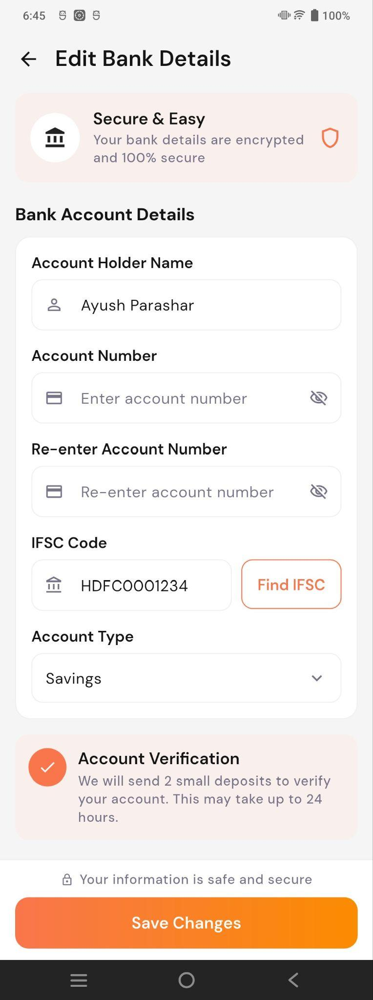 6:45
100%
Edit Bank Details
Secure & Easy
Your bank details are encrypted
and 100% secure
Bank Account Details
Account Holder Name
Ayush Parashar
Account Number
Enter account number
Re-enter Account Number
Re-enter account number
IFSC Code
HDFC0001234
Find IFSC
Account Type
Savings
Account Verification
We will send 2 small deposits to verify
your account. This may take up to 24
hours.
Your information is safe and secure
Save Changes